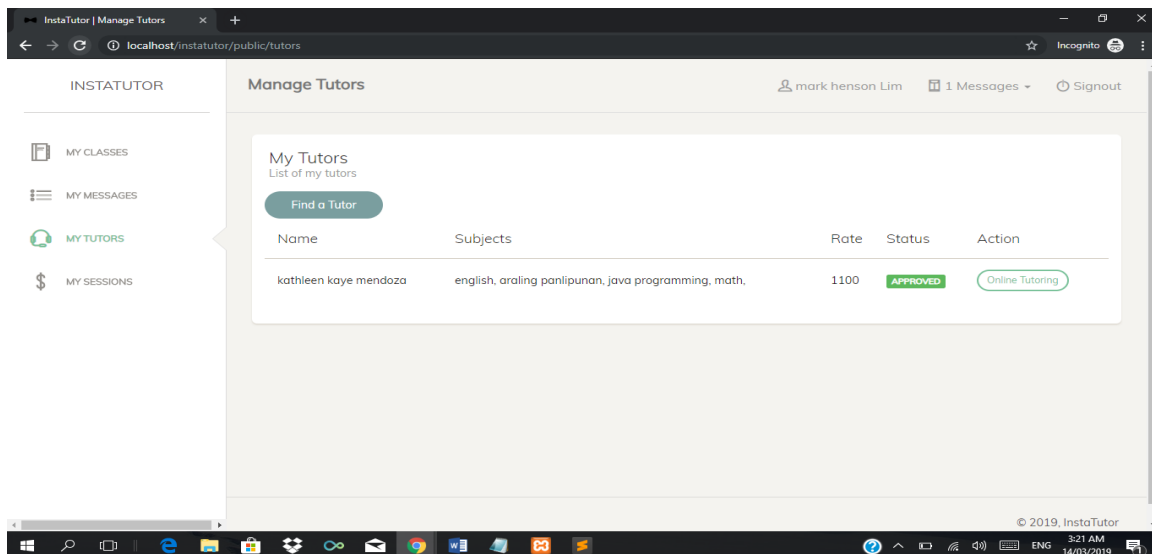 InstaTutor | Manage Tutors
localhost/instatutor/public/tutors
Incognito
INSTATUTOR
Manage Tutors
mark henson Lim
1 Messages
Signout
MY CLASSES
MY MESSAGES
MY TUTORS
MY SESSIONS
My Tutors
List of my tutors
Find a Tutor
Name Subjects Rate Status Action
kathleen kaye mendoza english, araling panlipunan, java programming, math, 1100 APPROVED Online Tutoring
© 2019, InstaTutor
ENG
3:21 AM
14/03/2019